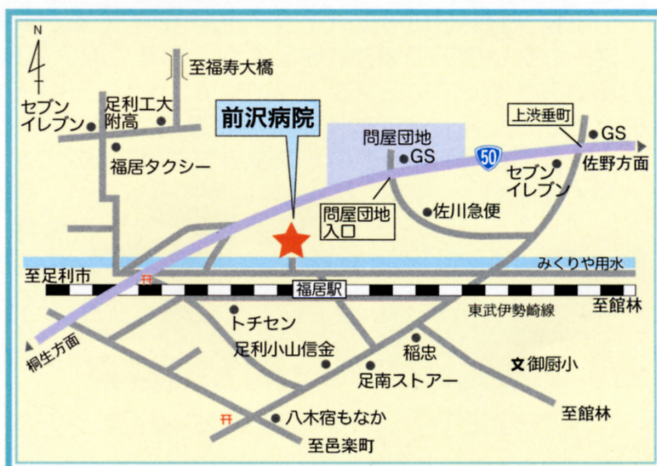 N
至福寿大橋
セブン
イレブン
足利工大
附高
福居タクシー
前沢病院
問屋団地
GS
50
上渋垂町
GS
佐野方面
セブン
イレブン
問屋団地
入口
佐川急便
みくりや用水
至足利市
福居駅
東武伊勢崎線
至館林
トチセン
桐生方面
足利小山信金
稲忠
足南ストアー
文御厨小
八木宿もなか
至館林
至邑楽町